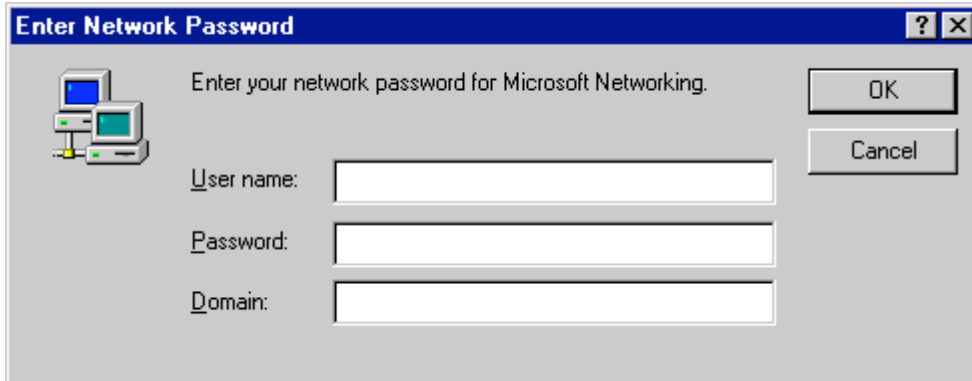 Enter Network Password
Enter your network password for Microsoft Networking.
OK
Cancel
User name:
Password:
Domain: